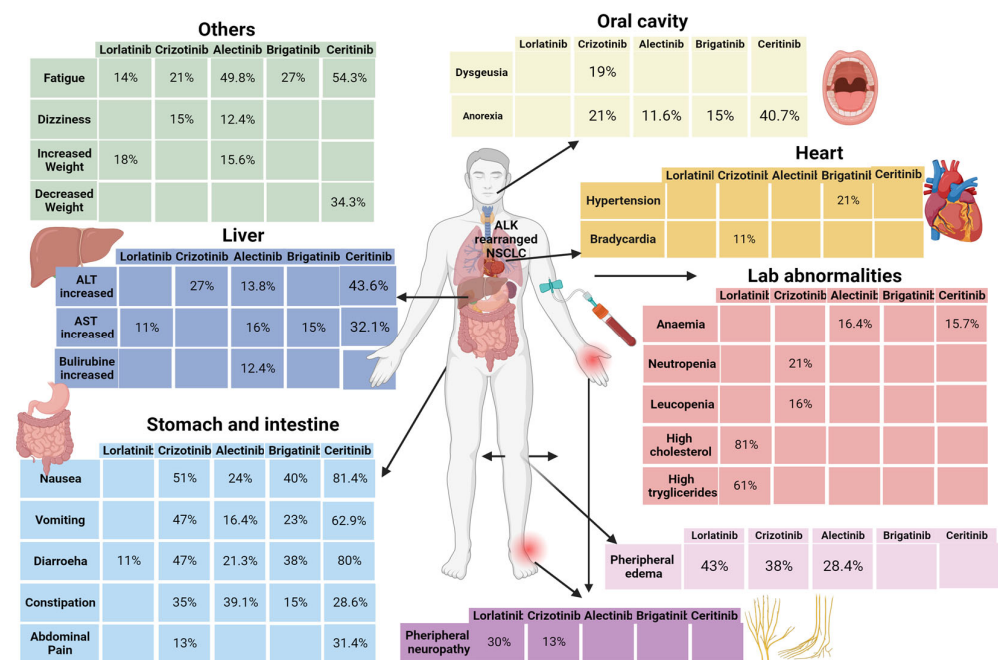 Others
Lorlatinib Crizotinib Alectinib Brigatinib Ceritinib
Fatigue 14% 21% 49.8% 27% 54.3%
Dizziness 15% 12.4%
Increased
Weight 18% 15.6%
Decreased
Weight 34.3%
Oral cavity
Lorlatinib Crizotinib Alectinib Brigatinib Ceritinib
Dysgeusia 19%
Anorexia 21% 11.6% 15% 40.7%
Heart
Lorlatinil Crizotinil Alectinil Brigatinil Ceritinib
Hypertension 21%
Bradycardia 11%
ALK
rearranged
NSCLC
Liver
Lorlatinib Crizotinib Alectinib Brigatinib Ceritinib
ALT
increased 27% 13.8% 43.6%
AST
increased 11% 16% 15% 32.1%
Bulirubine
increased 12.4%
Lab abnormalities
Lorlatinib Crizotinib Alectinib Brigatinib Ceritinib
Anaemia 16.4% 15.7%
Neutropenia 21%
Leucopenia 16%
High
cholesterol 81%
High
tryglicerides 61%
Stomach and intestine
Lorlatinib Crizotinib Alectinib Brigatinib Ceritinib
Nausea 51% 24% 40% 81.4%
Vomiting 47% 16.4% 23% 62.9%
Diarroeha 11% 47% 21.3% 38% 80%
Constipation 35% 39.1% 15% 28.6%
Abdominal
Pain 13% 31.4%
Lorlatinib Crizotinib Alectinib Brigatinib Ceritinib
Pheripheral
edema 43% 38% 28.4%
Lorlatinib Crizotinib Alectinib Brigatinil Ceritinib
Pheripheral
neuropathy 30% 13%